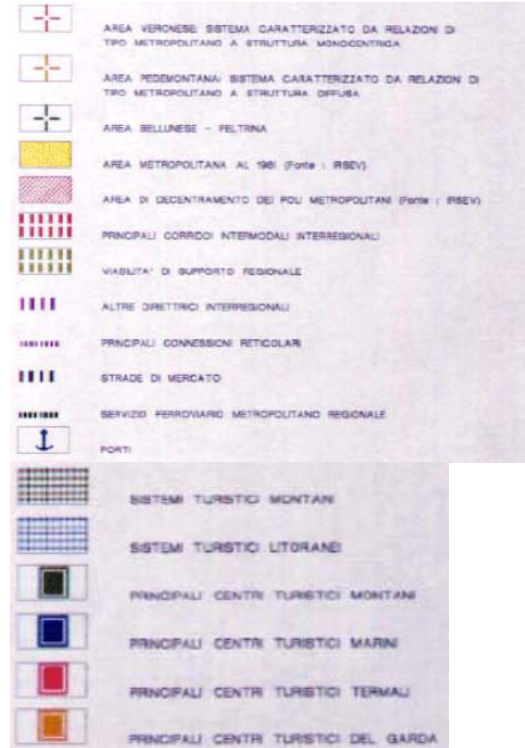 AREA VERONESE: SISTEMA CARATTERIZZATO DA RELAZIONI DI
TIPO METROPOLITANO A STRUTTURA MONOCENTRICA
AREA PEDEMONTANA: SISTEMA CARATTERIZZATO DA RELAZIONI DI
TIPO METROPOLITANO A STRUTTURA DIFFUSA
AREA BELLUNESE - FELTRINA
AREA METROPOLITANA AL 1981 (Fonte : IRSEV)
AREA DI DECENTRAMENTO DEI POLI METROPOLITANI (Fonte : IRSEV)
PRINCIPALI CORRIDOI INTERMODALI INTERREGIONALI
VIABILITA' DI SUPPORTO REGIONALE
ALTRE DIRETTRICI INTERREGIONALI
PRINCIPALI CONNESSIONI RETICOLARI
STRADE DI MERCATO
SERVIZIO FERROVIARIO METROPOLITANO REGIONALE
PORTI
SISTEMI TURISTICI MONTANI
SISTEMI TURISTICI LITORANEI
PRINCIPALI CENTRI TURISTICI MONTANI
PRINCIPALI CENTRI TURISTICI MARINI
PRINCIPALI CENTRI TURISTICI TERMALI
PRINCIPALI CENTRI TURISTICI DEL GARDA